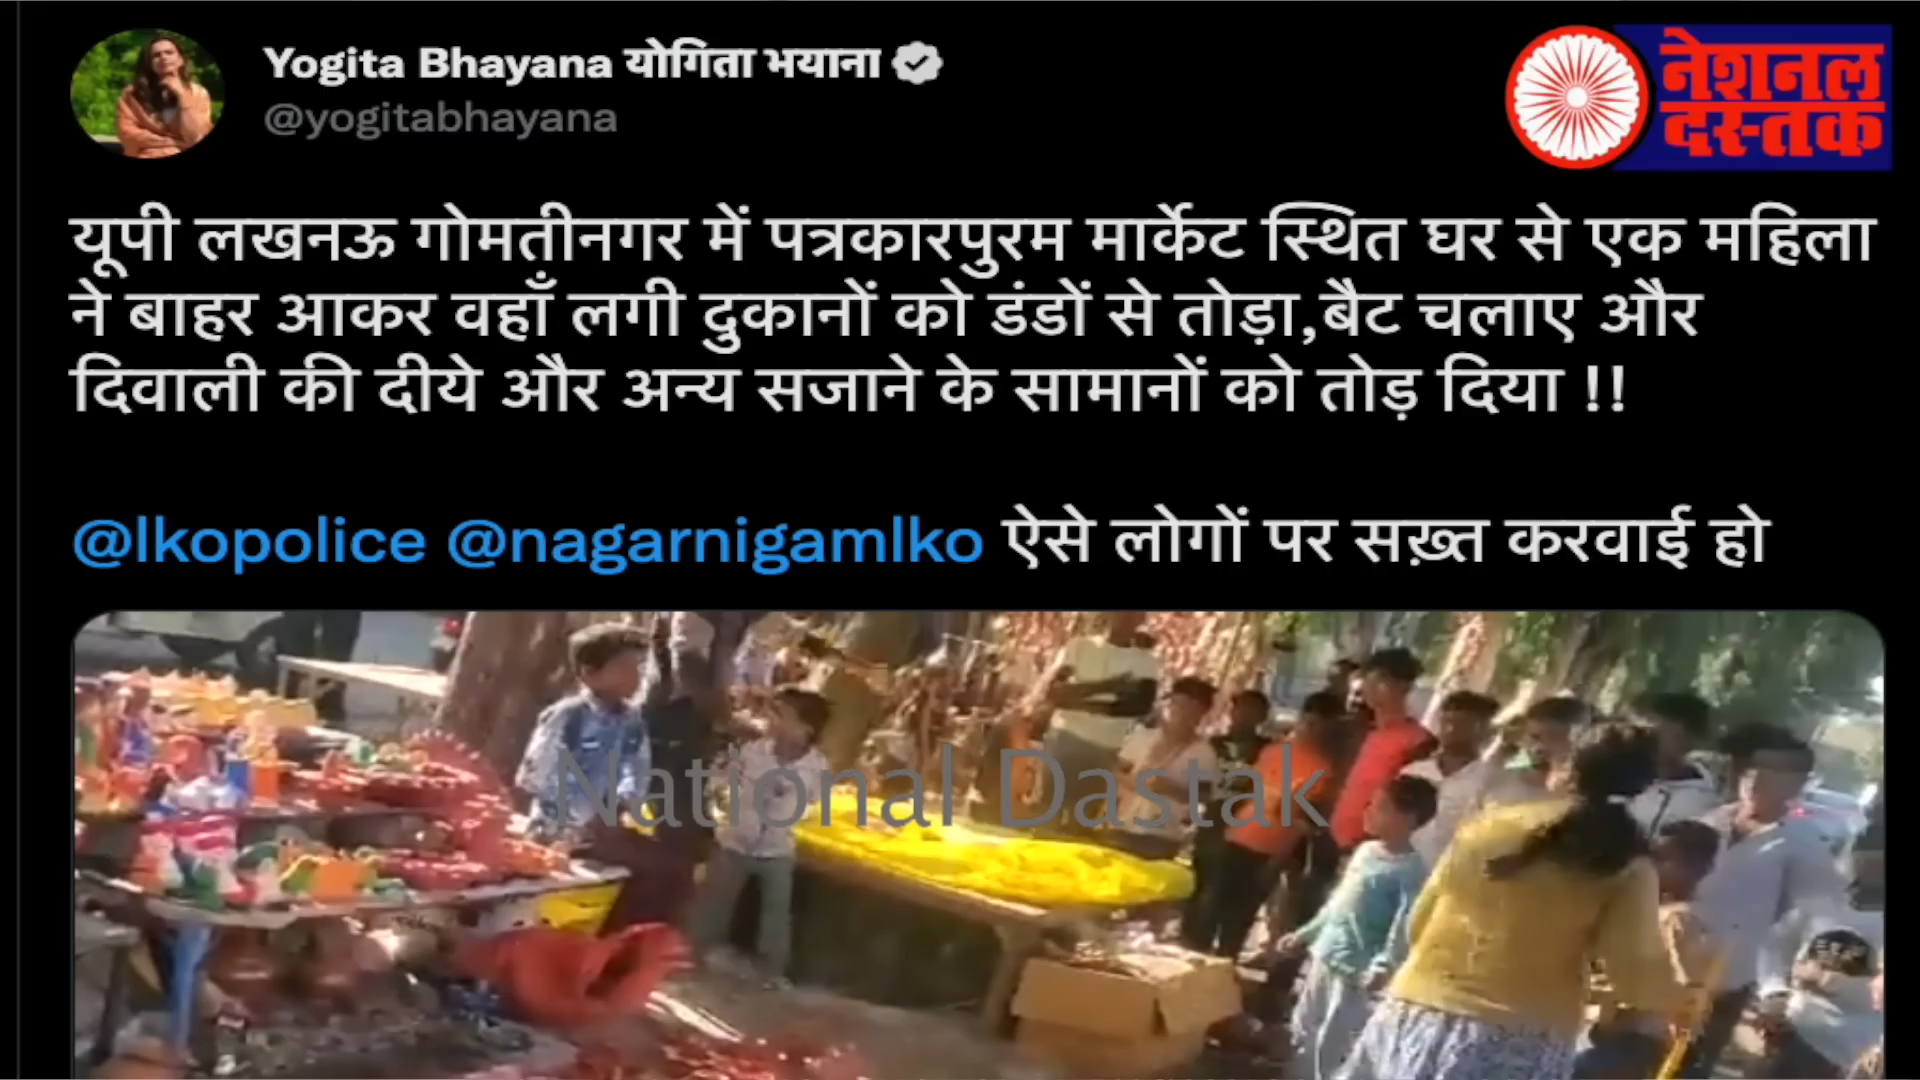 Yogita Bhayana योगिता भयाना
@yogitabhayana
नेशनल
दस्तक
यूपी लखनऊ गोमतीनगर में पत्रकारपुरम मार्केट स्थित घर से एक महिला
ने बाहर आकर वहाँ लगी दुकानों को डंडों से तोड़ा,बैट चलाए और
दिवाली की दीये और अन्य सजाने के सामानों को तोड़ दिया !!
@lkopolice @nagarnigamlko ऐसे लोगों पर सख़्त करवाई हो
National Dastak